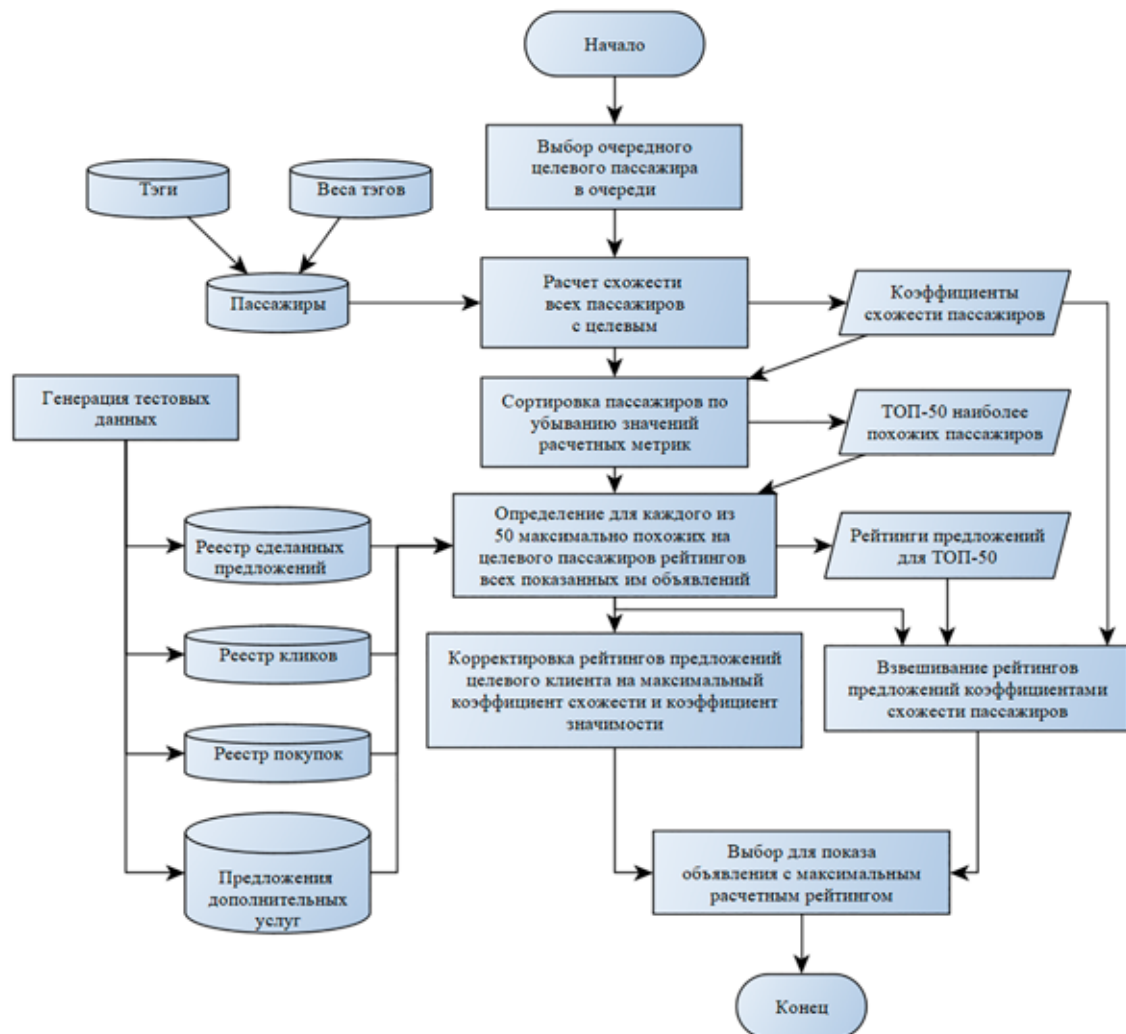 Начало
Выбор очередного
целевого пассажира
в очереди
Тэги
Веса тэгов
Пассажиры
Расчет схожести
всех пассажиров
с целевым
Коэффициенты
схожести пассажиров
Генерация тестовых
данных
Сортировка пассажиров по
убыванию значений
расчетных метрик
ТОП-50 наиболее
похожих пассажиров
Реестр сделанных
предложений
Определение для каждого из
50 максимально похожих на
целевого пассажиров рейтингов
всех показанных им объявлений
Рейтинги предложений
для ТОП-50
Реестр кликов
Корректировка рейтингов предложений
целевого клиента на максимальный
коэффициент схожести и коэффициент
значимости
Взвешивание рейтингов
предложений коэффициентами
схожести пассажиров
Реестр покупок
Предложения
дополнительных
услуг
Выбор для показа
объявления с максимальным
расчетным рейтингом
Конец